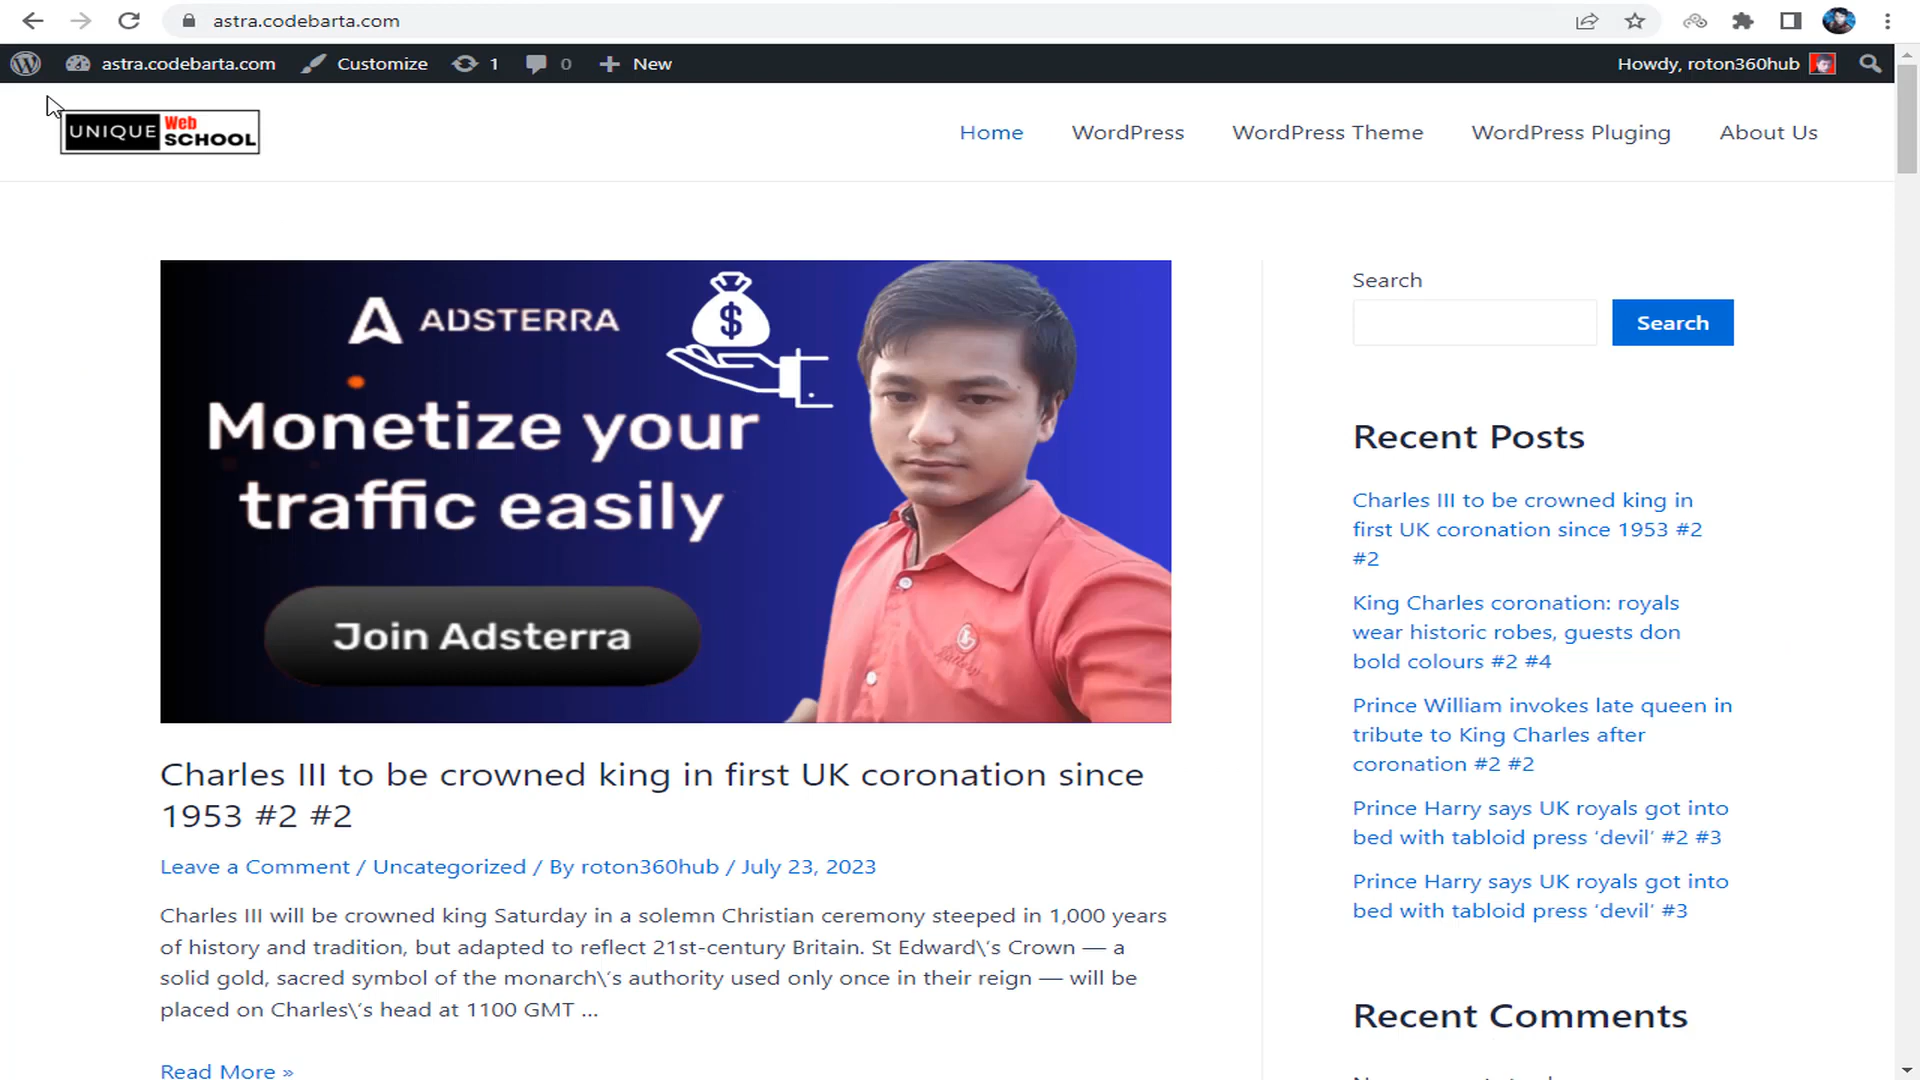 astra.codebarta.com
astra.codebarta.com Customize 1 0 + New Howdy, roton360hub
UNIQUE Web SCHOOL
Home WordPress WordPress Theme WordPress Pluging About Us
ADSTERRA
$
Monetize your
traffic easily
Join Adsterra
Charles III to be crowned king in first UK coronation since
1953 #2 #2
Leave a Comment / Uncategorized / By roton360hub / July 23, 2023
Charles III will be crowned king Saturday in a solemn Christian ceremony steeped in 1,000 years
of history and tradition, but adapted to reflect 21st-century Britain. St Edward\‘s Crown — a
solid gold, sacred symbol of the monarch\‘s authority used only once in their reign — will be
placed on Charles\‘s head at 1100 GMT …
Read More »
Search
Search
Recent Posts
Charles III to be crowned king in
first UK coronation since 1953 #2
#2
King Charles coronation: royals
wear historic robes, guests don
bold colours #2 #4
Prince William invokes late queen in
tribute to King Charles after
coronation #2 #2
Prince Harry says UK royals got into
bed with tabloid press ‘devil’ #2 #3
Prince Harry says UK royals got into
bed with tabloid press ‘devil’ #3
Recent Comments